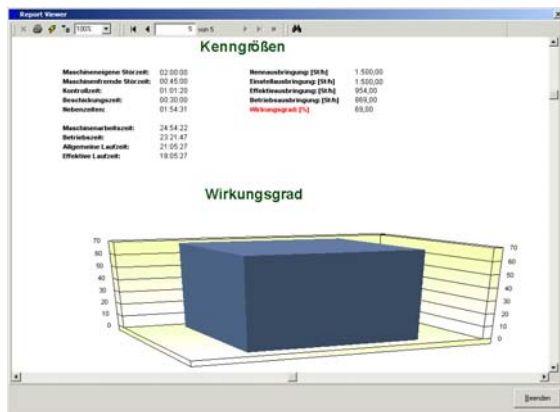 Report Viewer
100%
5 von 5
Kenngrößen
Maschineneigene Störzeit: 02:00:00
Maschinenfremde Störzeit: 00:45:00
Kontrollzeit: 01:01:20
Beschickungszeit: 00:30:00
Nebenzeiten: 01:54:31
Maschinenarbeitszeit: 24:54:22
Betriebszeit: 23:21:47
Allgemeine Laufzeit: 21:05:27
Effektive Laufzeit: 18:05:27
Nennausbringung: [St/h] 1.500,00
Einstellausbringung: [St/h] 1.500,00
Effektivausbringung: [St/h] 954,00
Betriebsausbringung: [St/h] 869,00
Wirkungsgrad: [%] 69,00
Wirkungsgrad
70 70
60 60
50 50
40 40
30 30
20 20
10 10
0 0
Beenden